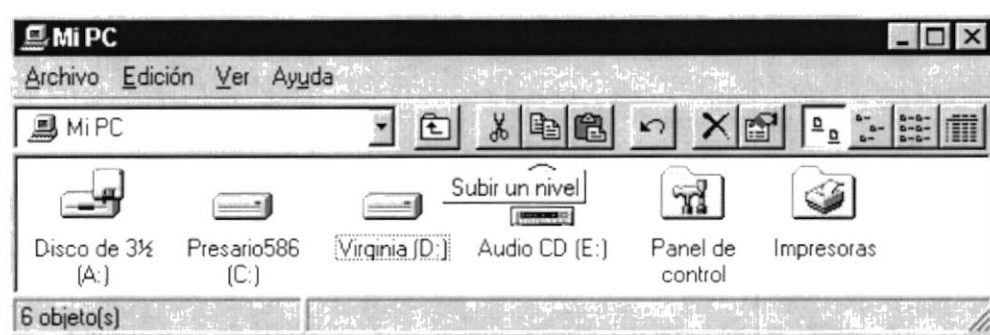 Mi PC
Archivo Edición Ver Ayuda
Mi PC
Subir un nivel
Disco de 3½ (A:)
Presario586 (C:)
Virginia (D:)
Audio CD (E:)
Panel de control
Impresoras
6 objeto(s)